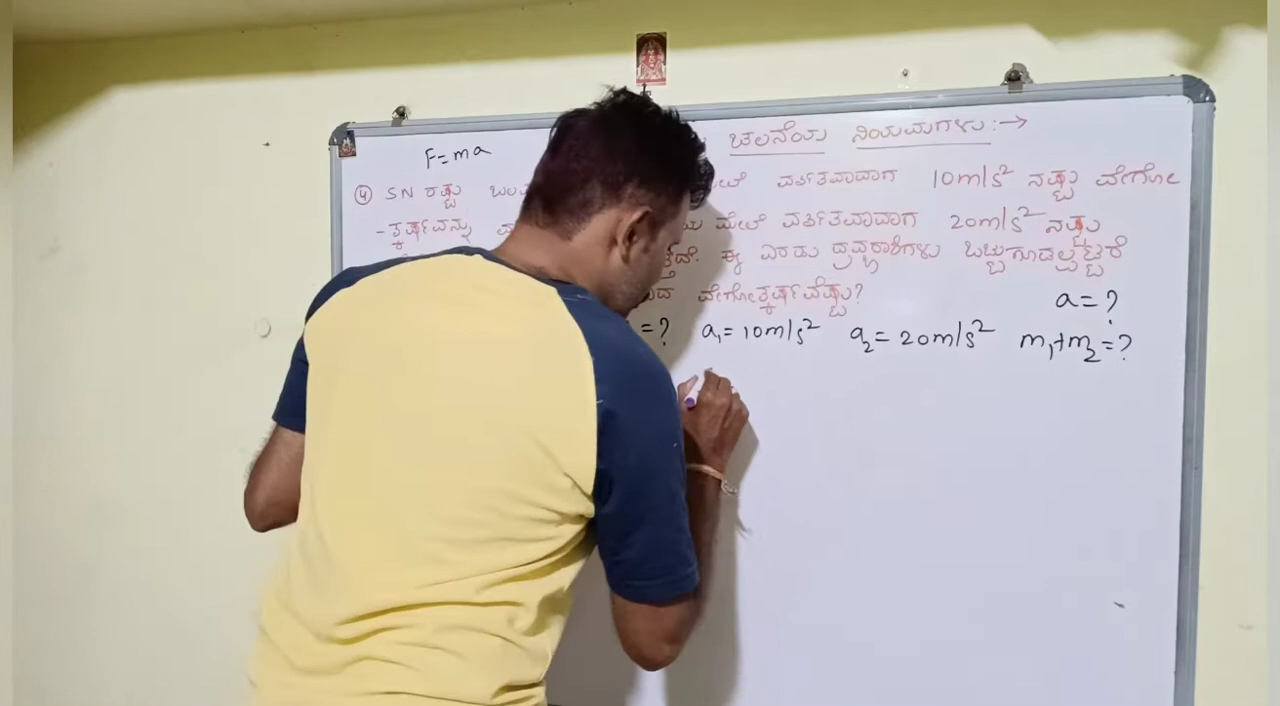 ಚಲನೆಯ ನಿಯಮಗಳು:→
F=ma
④ 5N ರಷ್ಟು ವರ್ತಿತವಾದಾಗ 10m/s² ನಷ್ಟು ವೇಗೋ
-ತ್ಕರ್ಷವನ್ನು ಮೇಲೆ ವರ್ತಿತವಾದಾಗ 20m/s² ನಷ್ಟು
ಈ ಎರಡು ದ್ರವ್ಯರಾಶಿಗಳು ಒಟ್ಟುಗೂಡಲ್ಪಟ್ಟರೆ
ವೇಗೋತ್ಕರ್ಷವೆಷ್ಟು?
a=?
=? a₁=10m/s² a₂=20m/s² m₁+m₂=?